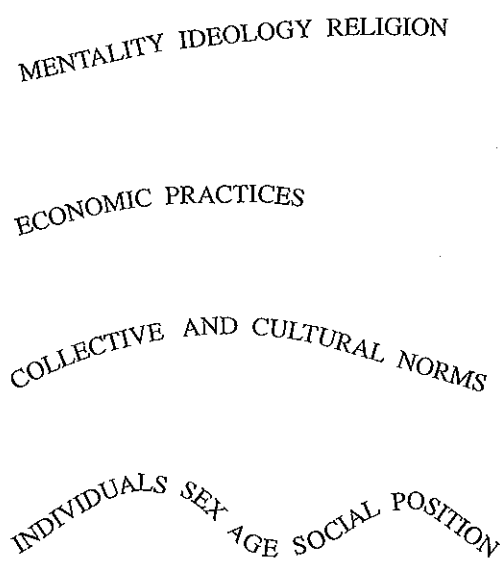 MENTALITY IDEOLOGY RELIGION
ECONOMIC PRACTICES
COLLECTIVE AND CULTURAL NORMS
INDIVIDUALS SEX AGE SOCIAL POSITION